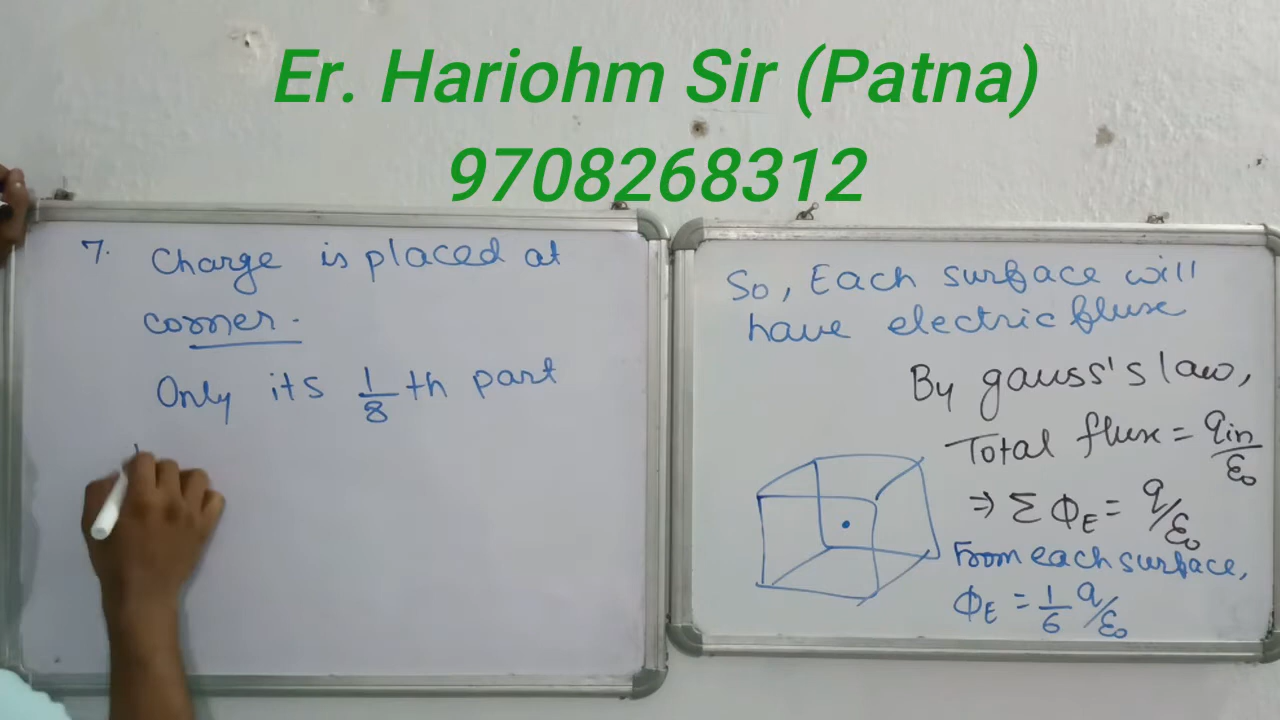 Er. Hariohm Sir (Patna)
9708268312
7. Charge is placed at
corner.
Only its 1/8 th part
So, Each surface will
have electric flux
By gauss's law,
Total flux = qin/ε₀
⇒ Σ ΦE = q/ε₀
From each surface,
ΦE = 1/6 q/ε₀